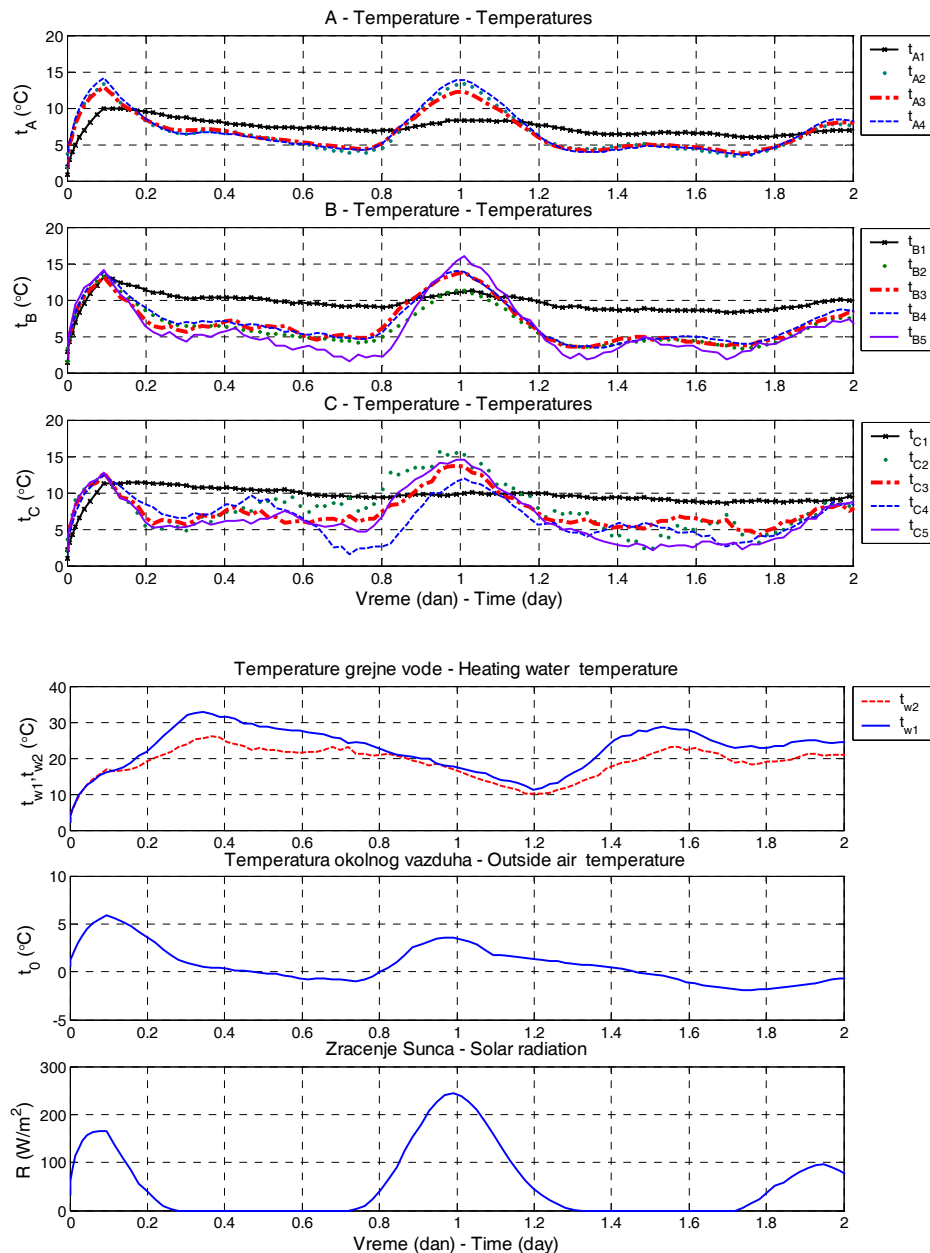 A - Temperature - Temperatures
20
15
10
5
0
t_A (°C)
0 0.2 0.4 0.6 0.8 1 1.2 1.4 1.6 1.8 2
t_A1
t_A2
t_A3
t_A4
B - Temperature - Temperatures
20
15
10
5
0
t_B (°C)
0 0.2 0.4 0.6 0.8 1 1.2 1.4 1.6 1.8 2
t_B1
t_B2
t_B3
t_B4
t_B5
C - Temperature - Temperatures
20
15
10
5
0
t_C (°C)
0 0.2 0.4 0.6 0.8 1 1.2 1.4 1.6 1.8 2
Vreme (dan) - Time (day)
t_C1
t_C2
t_C3
t_C4
t_C5
Temperature grejne vode - Heating water temperature
40
30
20
10
0
t_w1,t_w2 (°C)
0 0.2 0.4 0.6 0.8 1 1.2 1.4 1.6 1.8 2
t_w2
t_w1
Temperatura okolnog vazduha - Outside air temperature
10
5
0
-5
t_0 (°C)
0 0.2 0.4 0.6 0.8 1 1.2 1.4 1.6 1.8 2
Zracenje Sunca - Solar radiation
300
200
100
0
R (W/m²)
0 0.2 0.4 0.6 0.8 1 1.2 1.4 1.6 1.8 2
Vreme (dan) - Time (day)